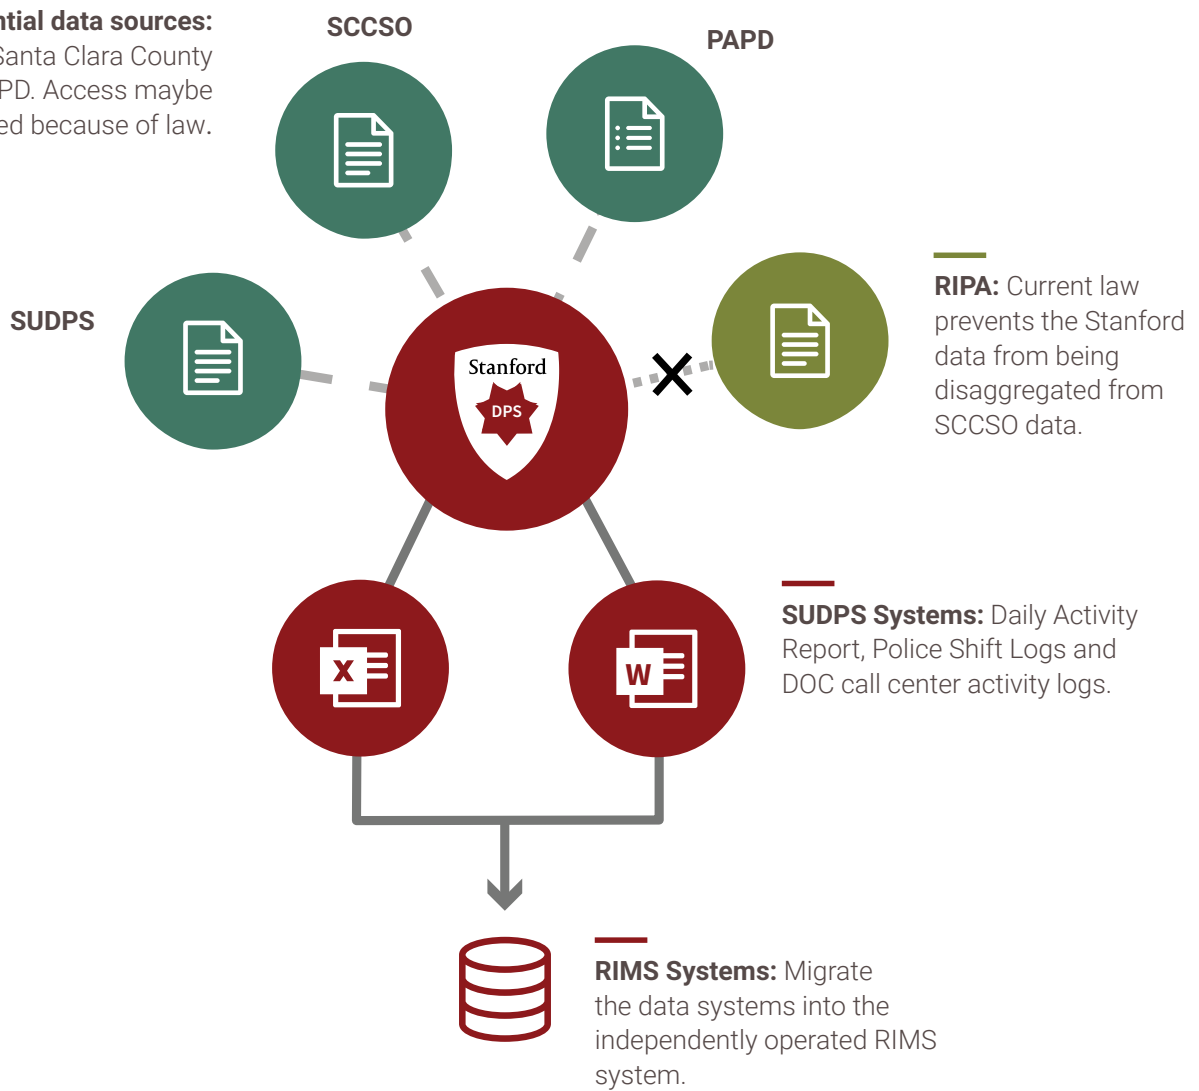 ntial data sources:
Santa Clara County
PD. Access maybe
ed because of law.
SCCSO
PAPD
SUDPS
Stanford
DPS
RIPA: Current law
prevents the Stanford
data from being
disaggregated from
SCCSO data.
X
W
SUDPS Systems: Daily Activity
Report, Police Shift Logs and
DOC call center activity logs.
RIMS Systems: Migrate
the data systems into the
independently operated RIMS
system.